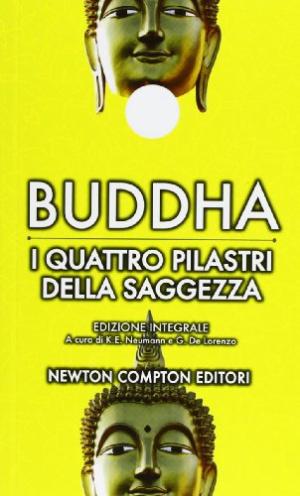 BUDDHA
I QUATTRO PILASTRI
DELLA SAGGEZZA
EDIZIONE INTEGRALE
A cura di K.E. Neumann e G. De Lorenzo
NEWTON COMPTON EDITORI